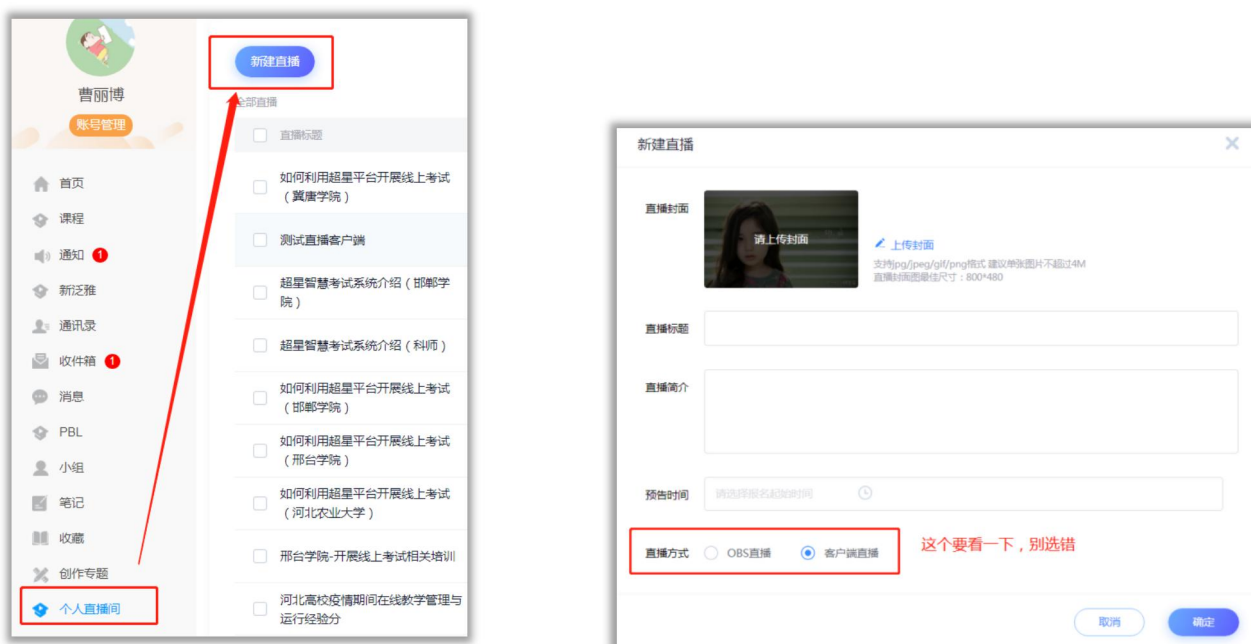 曹丽博
账号管理
首页
课程
通知 1
新泛雅
通讯录
收件箱 1
消息
PBL
小组
笔记
收藏
创作专题
个人直播间
新建直播
全部直播
直播标题
如何利用超星平台开展线上考试
（冀唐学院）
测试直播客户端
超星智慧考试系统介绍（邯郸学
院）
超星智慧考试系统介绍（科师）
如何利用超星平台开展线上考试
（邯郸学院）
如何利用超星平台开展线上考试
（邢台学院）
如何利用超星平台开展线上考试
（河北农业大学）
邢台学院-开展线上考试相关培训
河北高校疫情期间在线教学管理与
运行经验分
新建直播
直播封面
请上传封面
上传封面
支持jpg/jpeg/gif/png格式 建议单张图片不超过4M
直播封面图最佳尺寸：800*480
直播标题
直播简介
预告时间 请选择报名起始时间
直播方式 OBS直播 客户端直播 这个要看一下，别选错
取消 确定